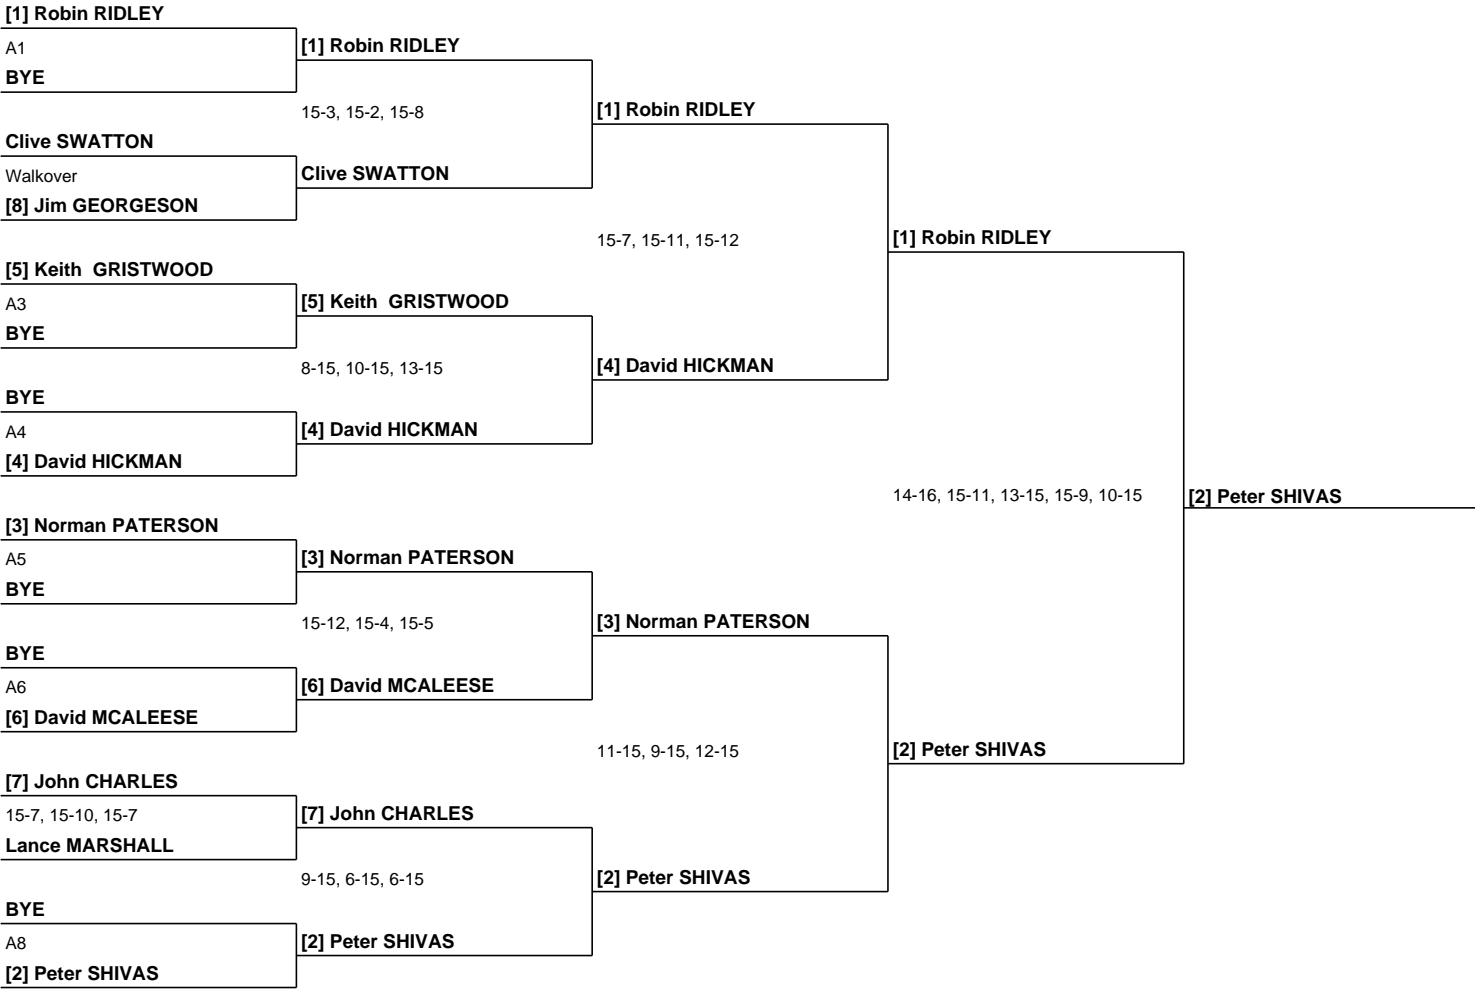 [1] Robin RIDLEY
A1
BYE
Clive SWATTON
Walkover
[8] Jim GEORGESON
[5] Keith  GRISTWOOD
A3
BYE
BYE
A4
[4] David HICKMAN
[3] Norman PATERSON
A5
BYE
BYE
A6
[6] David MCALEESE
[7] John CHARLES
15-7, 15-10, 15-7
Lance MARSHALL
BYE
A8
[2] Peter SHIVAS
[1] Robin RIDLEY
15-3, 15-2, 15-8
Clive SWATTON
[5] Keith  GRISTWOOD
8-15, 10-15, 13-15
[4] David HICKMAN
[3] Norman PATERSON
15-12, 15-4, 15-5
[6] David MCALEESE
[7] John CHARLES
9-15, 6-15, 6-15
[2] Peter SHIVAS
[1] Robin RIDLEY
15-7, 15-11, 15-12
[4] David HICKMAN
[3] Norman PATERSON
11-15, 9-15, 12-15
[2] Peter SHIVAS
[1] Robin RIDLEY
14-16, 15-11, 13-15, 15-9, 10-15
[2] Peter SHIVAS
[2] Peter SHIVAS